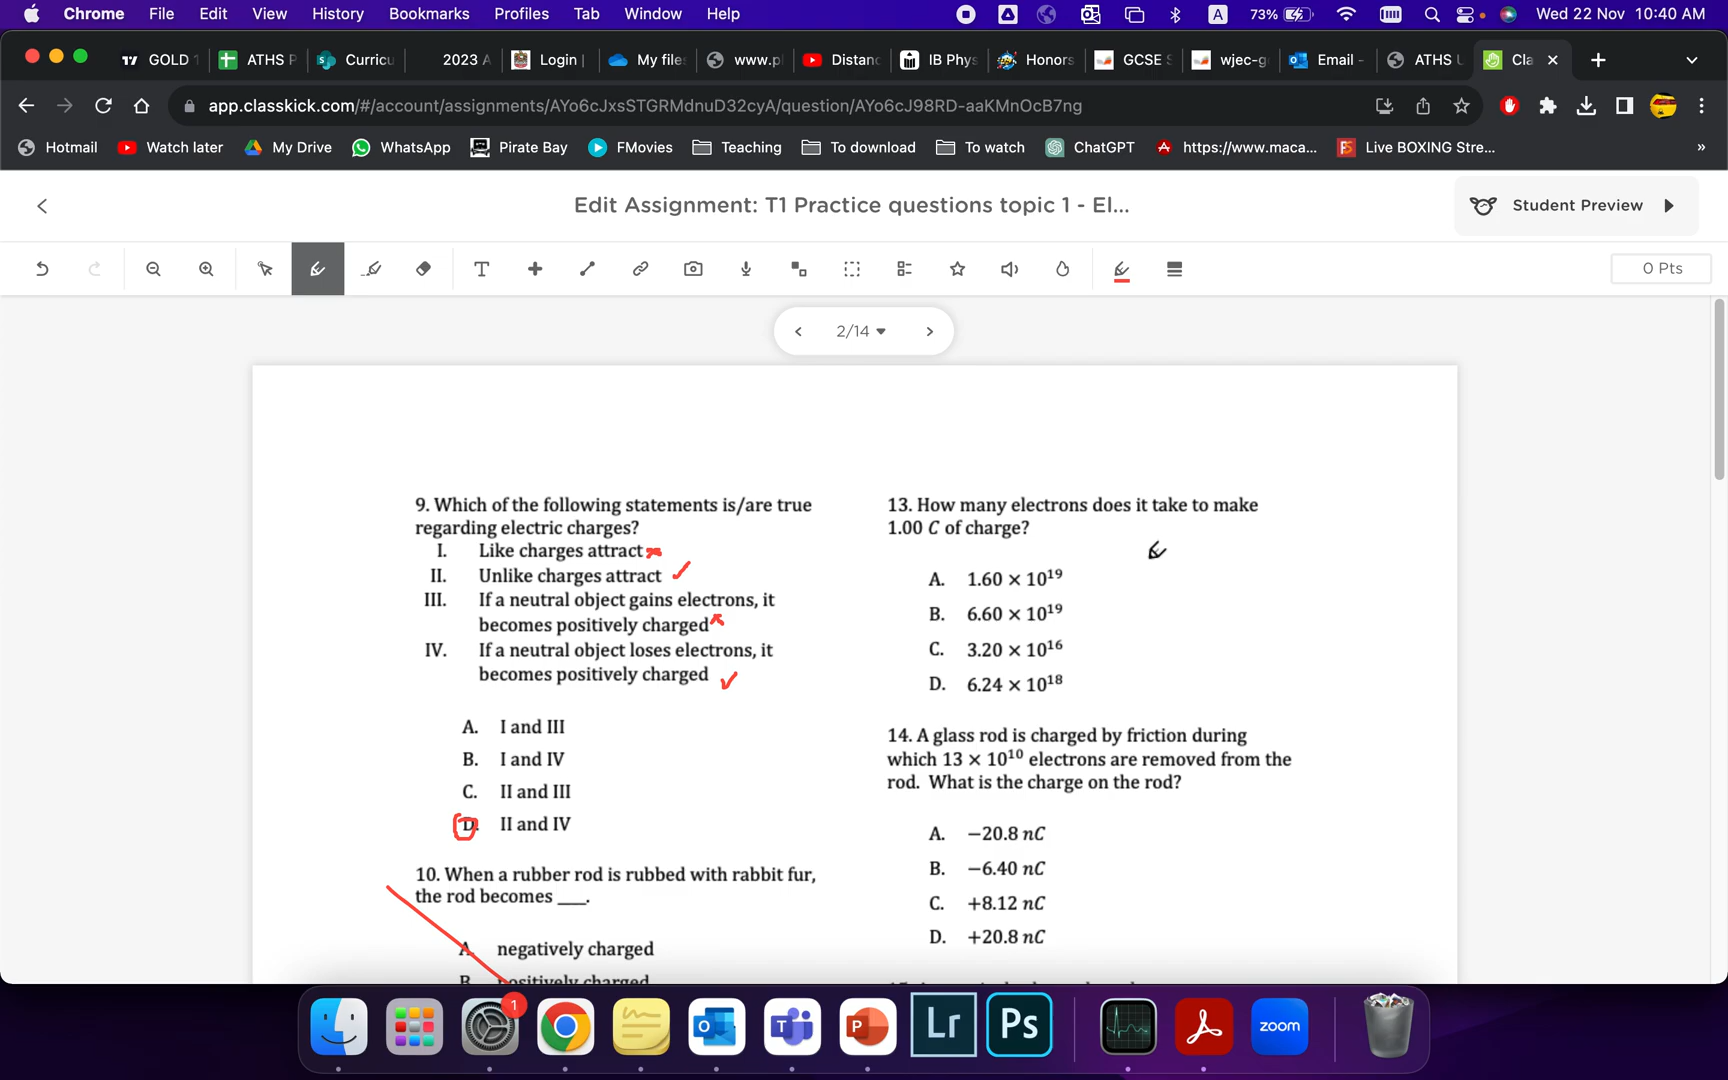 Chrome File Edit View History Bookmarks Profiles Tab Window Help A 73% Wed 22 Nov 10:40 AM
GOLD ATHS P Curricu 2023 A Login | My file www.p Distan IB Phys Honors GCSE S wjec-g Email - ATHS U Cla
app.classkick.com/#/account/assignments/AYo6cJxsSTGRMdnuD32cyA/question/AYo6cJ98RD-aaKMnOcB7ng
Hotmail Watch later My Drive WhatsApp Pirate Bay FMovies Teaching To download To watch ChatGPT https://www.maca... Live BOXING Stre... »
Edit Assignment: T1 Practice questions topic 1 - El...
Student Preview
T
0 Pts
2/14
9. Which of the following statements is/are true
regarding electric charges?
I. Like charges attract
II. Unlike charges attract
III. If a neutral object gains electrons, it
becomes positively charged
IV. If a neutral object loses electrons, it
becomes positively charged
A. I and III
B. I and IV
C. II and III
D. II and IV
10. When a rubber rod is rubbed with rabbit fur,
the rod becomes ____.
A. negatively charged
B. positively charged
13. How many electrons does it take to make
1.00 C of charge?
A. 1.60 × 10¹⁹
B. 6.60 × 10¹⁹
C. 3.20 × 10¹⁶
D. 6.24 × 10¹⁸
14. A glass rod is charged by friction during
which 13 × 10¹⁰ electrons are removed from the
rod. What is the charge on the rod?
A. −20.8 nC
B. −6.40 nC
C. +8.12 nC
D. +20.8 nC
1
Lr
Ps
zoom